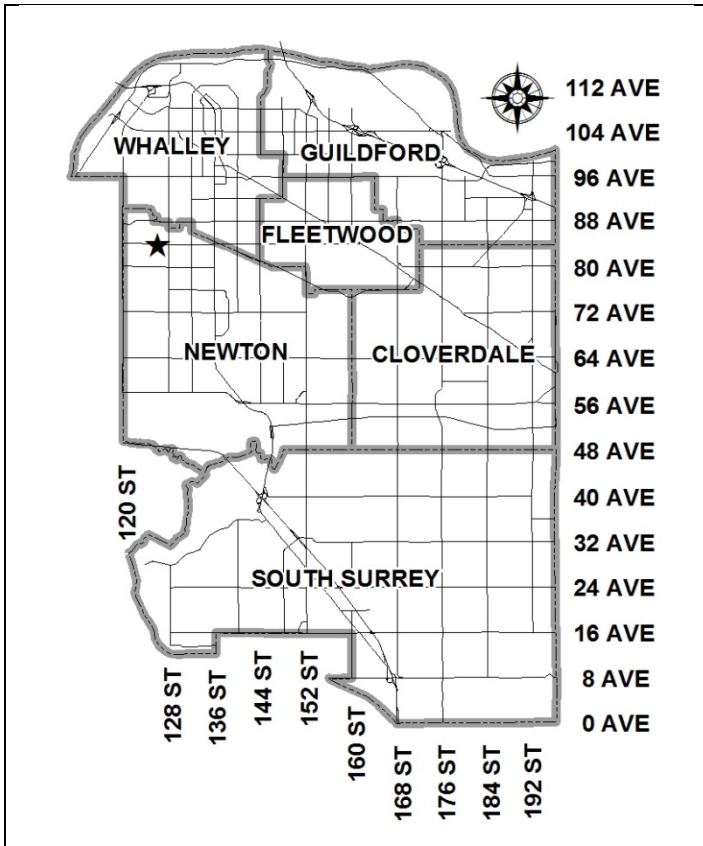 112 AVE
104 AVE
WHALLEY
GUILDFORD
96 AVE
88 AVE
FLEETWOOD
80 AVE
72 AVE
NEWTON
CLOVERDALE
64 AVE
56 AVE
48 AVE
120 ST
40 AVE
32 AVE
SOUTH SURREY
24 AVE
16 AVE
128 ST
136 ST
144 ST
152 ST
160 ST
8 AVE
0 AVE
168 ST
176 ST
184 ST
192 ST